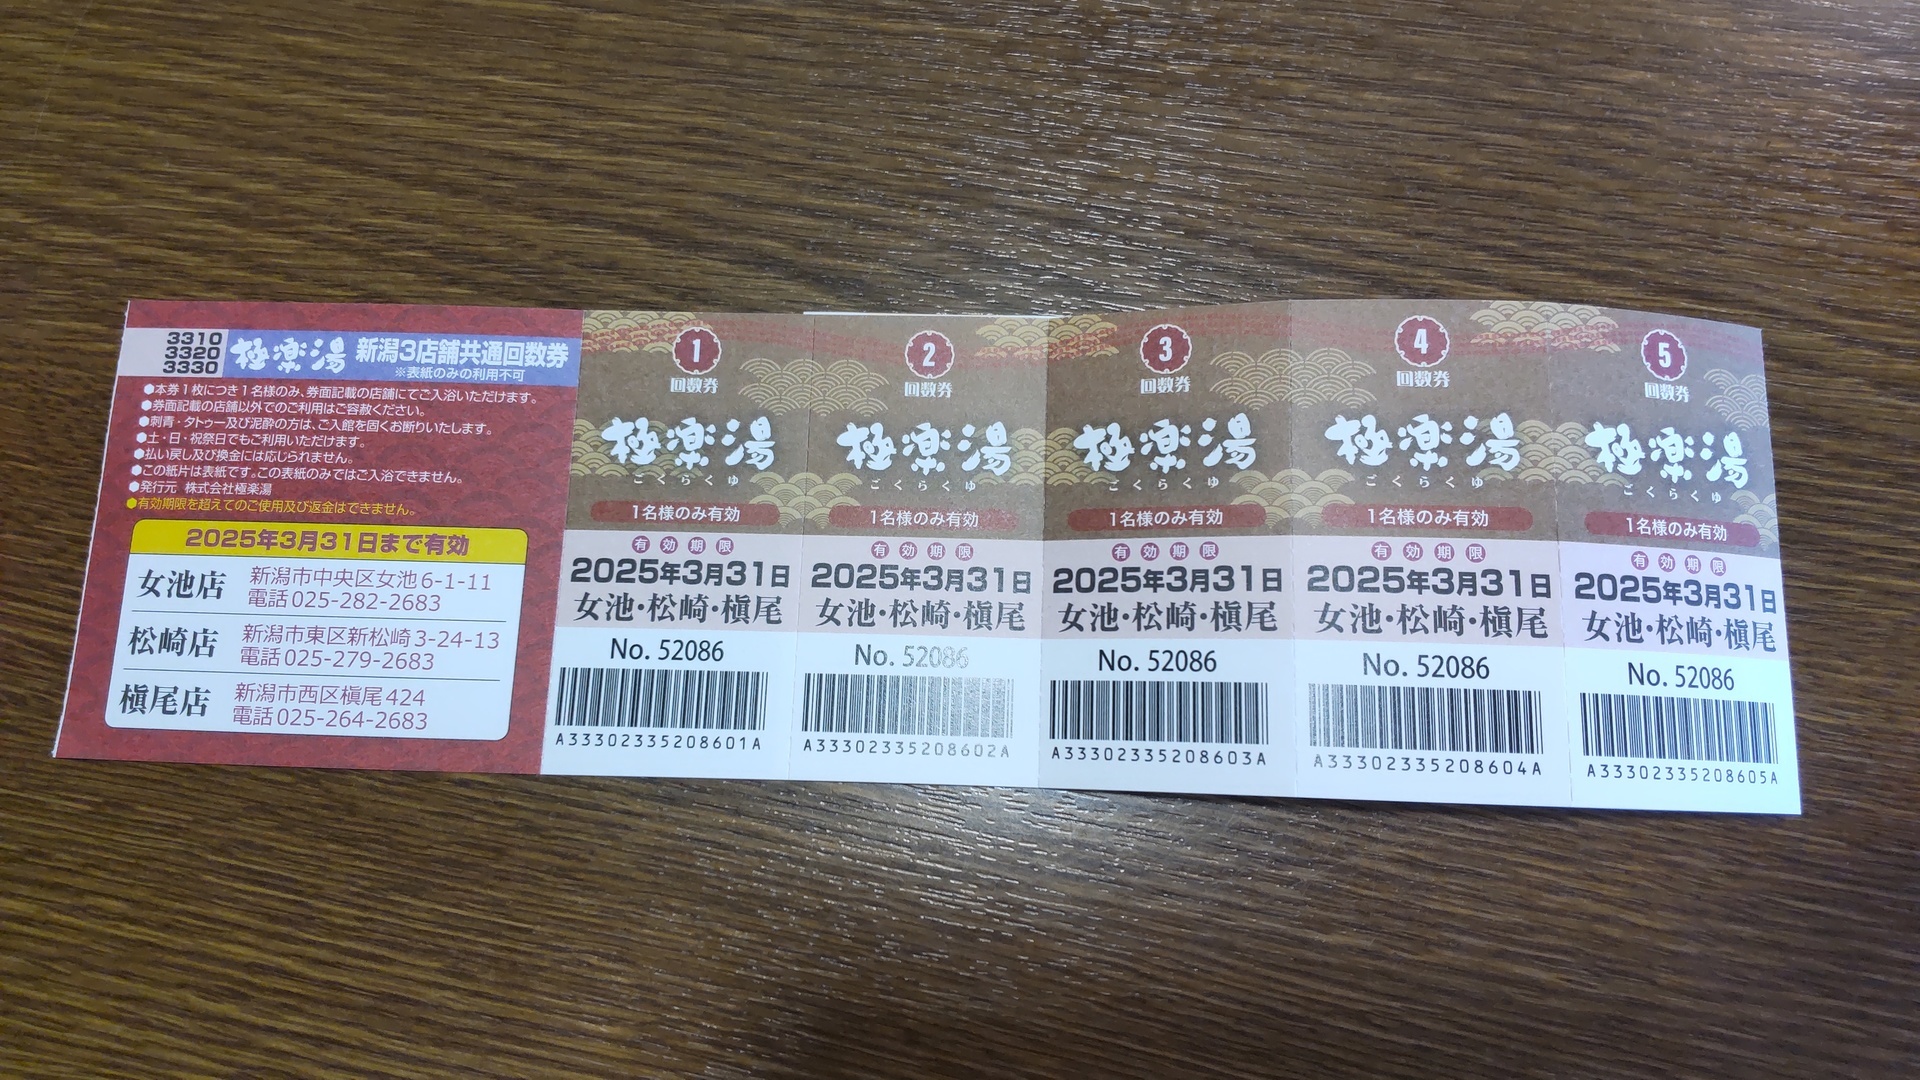 3310
3320
3330
極楽湯 新潟3店舗共通回数券
※表紙のみの利用不可
●本券1枚につき1名様のみ、券面記載の店舗にてご入浴いただけます。
●券面記載の店舗以外でのご利用はご容赦ください。
●刺青・タトゥー及び泥酔の方は、ご入館を固くお断りいたします。
●土・日・祝祭日でもご利用いただけます。
●払い戻し及び換金には応じられません。
●この紙片は表紙です。この表紙のみではご入浴できません。
●発行元 株式会社極楽湯
●有効期限を超えてのご使用及び返金はできません。
2025年3月31日まで有効
女池店 新潟市中央区女池6-1-11
電話025-282-2683
松崎店 新潟市東区新松崎3-24-13
電話025-279-2683
槇尾店 新潟市西区槇尾424
電話025-264-2683
1
回数券
極楽湯
ごくらくゆ
1名様のみ有効
有効期限
2025年3月31日
女池・松崎・槇尾
No. 52086
A33302335208601A
2
回数券
極楽湯
ごくらくゆ
1名様のみ有効
有効期限
2025年3月31日
女池・松崎・槇尾
No. 52086
A33302335208602A
3
回数券
極楽湯
ごくらくゆ
1名様のみ有効
有効期限
2025年3月31日
女池・松崎・槇尾
No. 52086
A33302335208603A
4
回数券
極楽湯
ごくらくゆ
1名様のみ有効
有効期限
2025年3月31日
女池・松崎・槇尾
No. 52086
A33302335208604A
5
回数券
極楽湯
ごくらくゆ
1名様のみ有効
有効期限
2025年3月31日
女池・松崎・槇尾
No. 52086
A33302335208605A